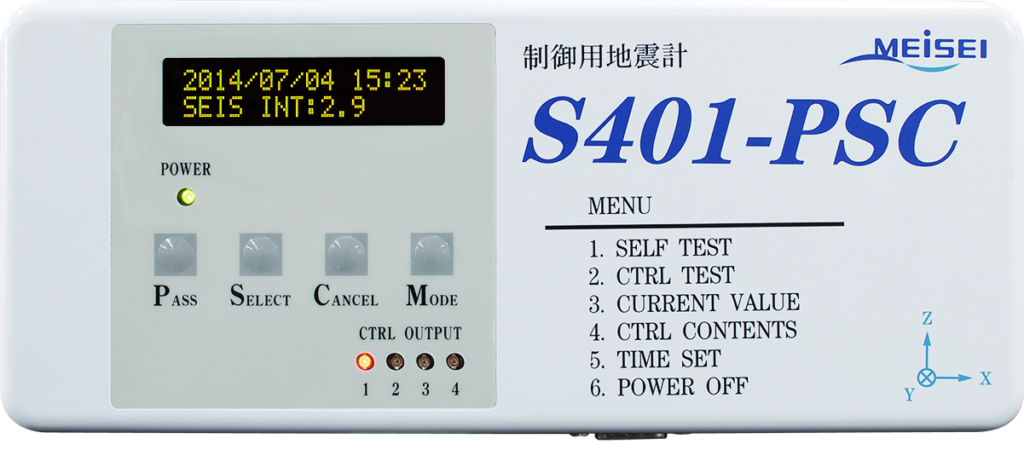 2014/07/04 15:23
SEIS INT:2.9
POWER
PASS SELECT CANCEL MODE
CTRL OUTPUT
1 2 3 4
制御用地震計
MEiSEI
S401-PSC
MENU
1. SELF TEST
2. CTRL TEST
3. CURRENT VALUE
4. CTRL CONTENTS
5. TIME SET
6. POWER OFF
Z
X
Y